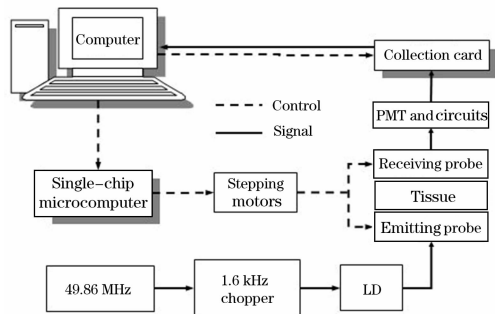 Computer
Collection card
Control
Signal
PMT and circuits
Receiving probe
Single-chip
microcomputer
Stepping
motors
Tissue
Emitting probe
49.86 MHz
1.6 kHz
chopper
LD